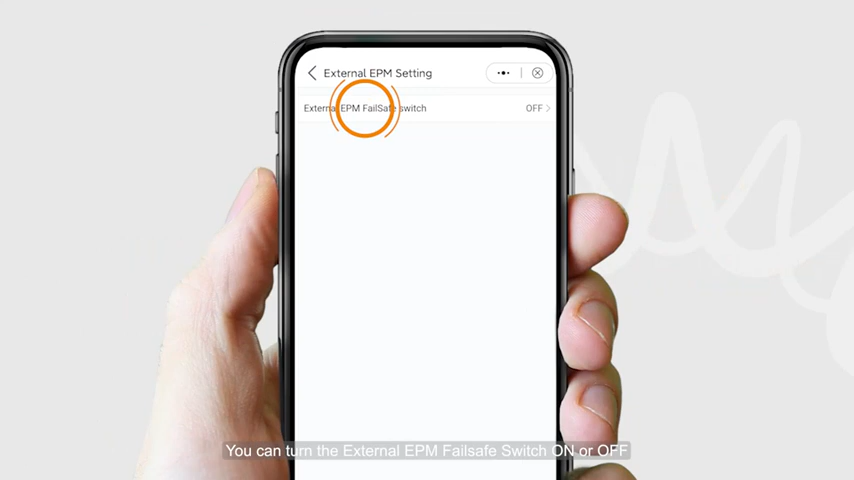 External EPM Setting
External EPM FailSafe switch OFF
You can turn the External EPM Failsafe Switch ON or OFF